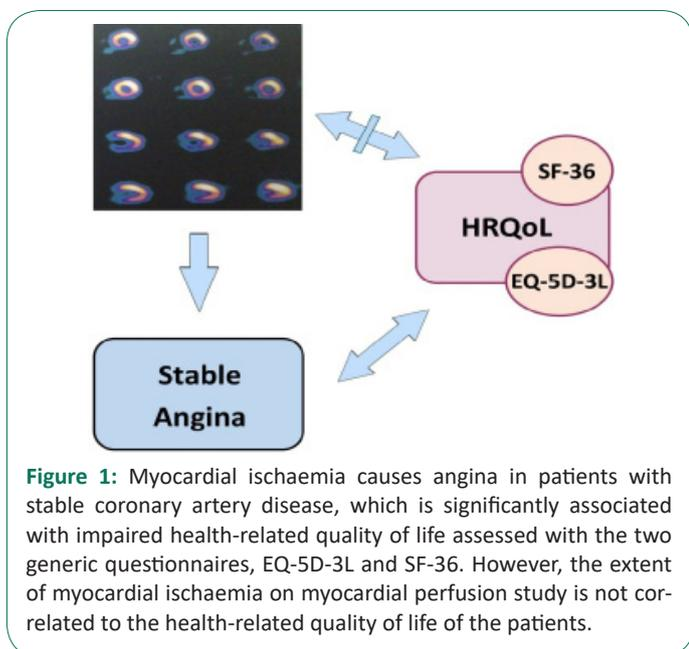 SF-36
HRQoL
EQ-5D-3L
Stable
Angina
Figure 1: Myocardial ischaemia causes angina in patients with
stable coronary artery disease, which is significantly associated
with impaired health-related quality of life assessed with the two
generic questionnaires, EQ-5D-3L and SF-36. However, the extent
of myocardial ischaemia on myocardial perfusion study is not cor-
related to the health-related quality of life of the patients.